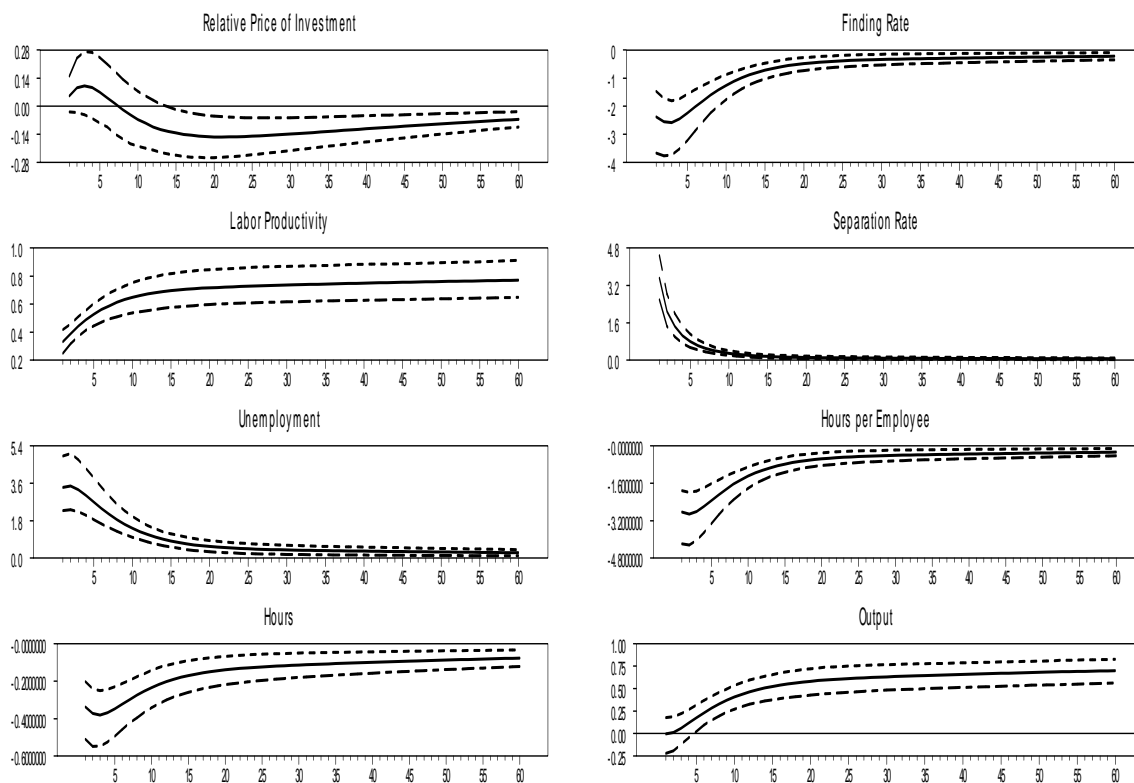 Relative Price of Investment
0.28
0.14
0.00
-0.14
-0.28
5 10 15 20 25 30 35 40 45 50 55 60
Finding Rate
0
-1
-2
-3
-4
5 10 15 20 25 30 35 40 45 50 55 60
Labor Productivity
1.0
0.8
0.6
0.4
0.2
5 10 15 20 25 30 35 40 45 50 55 60
Separation Rate
4.8
3.2
1.6
0.0
5 10 15 20 25 30 35 40 45 50 55 60
Unemployment
5.4
3.6
1.8
0.0
5 10 15 20 25 30 35 40 45 50 55 60
Hours per Employee
-0.0000000
-1.6000000
-3.2000000
-4.8000000
5 10 15 20 25 30 35 40 45 50 55 60
Hours
-0.0000000
-0.2000000
-0.4000000
-0.6000000
5 10 15 20 25 30 35 40 45 50 55 60
Output
1.00
0.75
0.50
0.25
0.00
-0.25
5 10 15 20 25 30 35 40 45 50 55 60